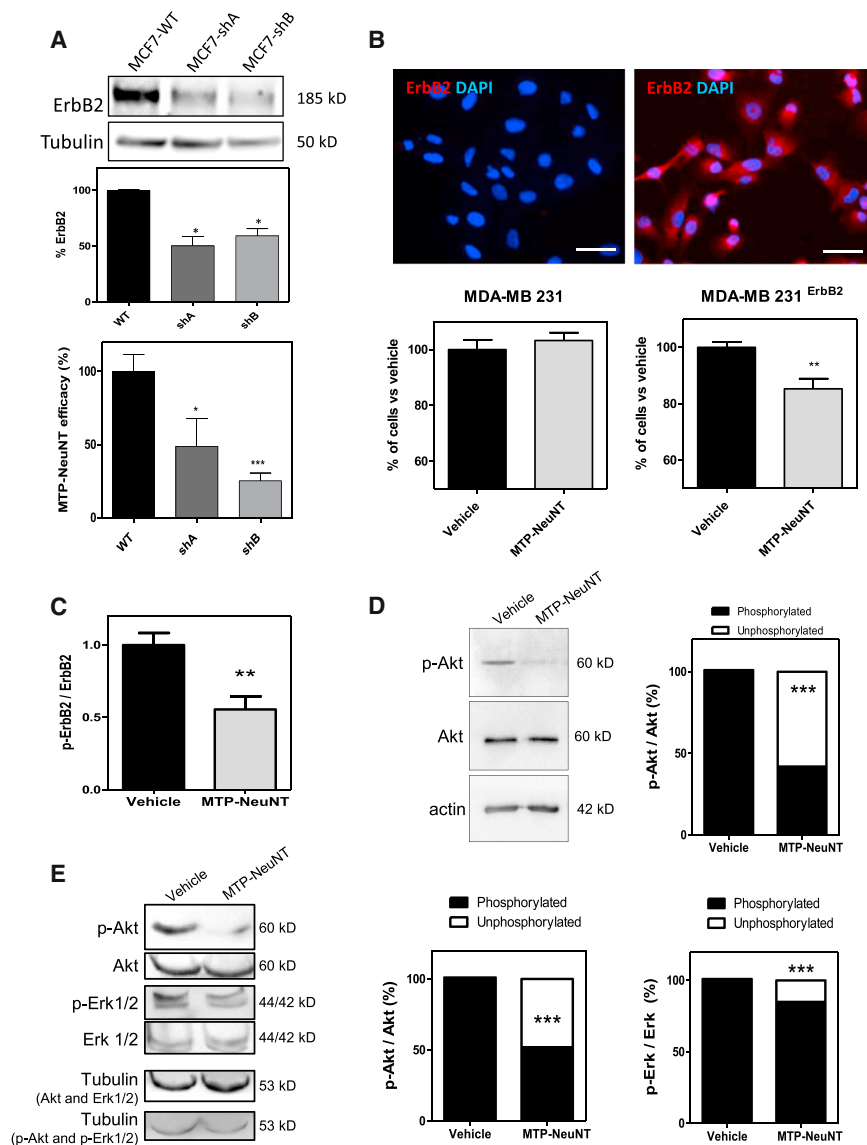 A
MCF7-WT
MCF7-shA
MCF7-shB
ErbB2
185 kD
Tubulin
50 kD
% ErbB2
100
50
0
*
*
WT
shA
shB
MTP-NeuNT efficacy (%)
100
50
0
*
***
WT
shA
shB
B
ErbB2 DAPI
ErbB2 DAPI
MDA-MB 231
% of cells vs vehicle
100
80
60
Vehicle
MTP-NeuNT
MDA-MB 231 ErbB2
% of cells vs vehicle
100
80
60
**
Vehicle
MTP-NeuNT
C
p-ErbB2 / ErbB2
1.0
0.5
0.0
**
Vehicle
MTP-NeuNT
D
Vehicle
MTP-NeuNT
p-Akt
60 kD
Akt
60 kD
actin
42 kD
Phosphorylated
Unphosphorylated
p-Akt / Akt (%)
100
50
0
***
Vehicle
MTP-NeuNT
E
Vehicle
MTP-NeuNT
p-Akt
60 kD
Akt
60 kD
p-Erk1/2
44/42 kD
Erk 1/2
44/42 kD
Tubulin
(Akt and Erk1/2)
53 kD
Tubulin
(p-Akt and p-Erk1/2)
53 kD
Phosphorylated
Unphosphorylated
p-Akt / Akt (%)
100
50
0
***
Vehicle
MTP-NeuNT
Phosphorylated
Unphosphorylated
p-Erk / Erk (%)
100
50
0
***
Vehicle
MTP-NeuNT